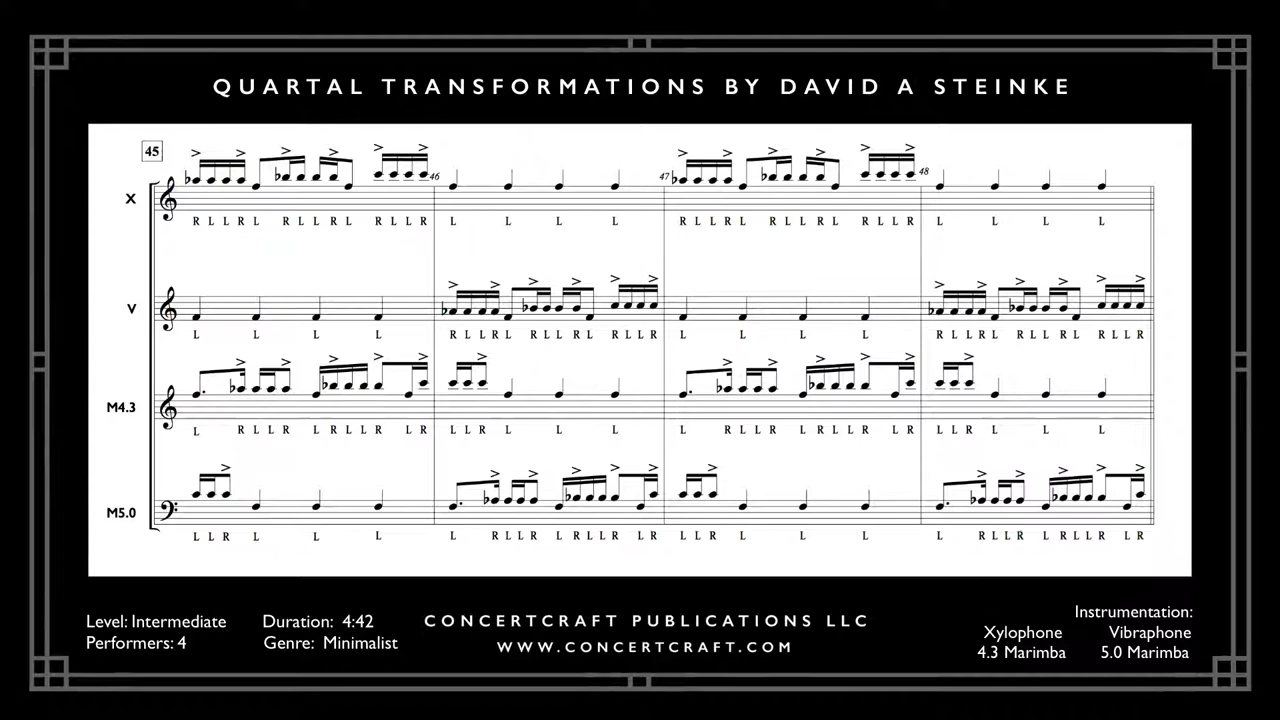 QUARTAL TRANSFORMATIONS BY DAVID A STEINKE
45
46
47
48
X
R L L R L R L L R L R L L R L L L L R L L R L R L L R L R L L R L L L L
V
L L L L R L L R L R L L R L R L L R L L L L R L L R L R L L R L R L L R
M4.3
L R L L R L R L L R L R L L R L L L L R L L R L R L L R L R L L R L L L
M5.0
L L R L L L L R L L R L R L L R L R L L R L L L L R L L R L R L L R L R
Level: Intermediate
Performers: 4
Duration: 4:42
Genre: Minimalist
CONCERTCRAFT PUBLICATIONS LLC
WWW.CONCERTCRAFT.COM
Instrumentation:
Xylophone Vibraphone
4.3 Marimba 5.0 Marimba